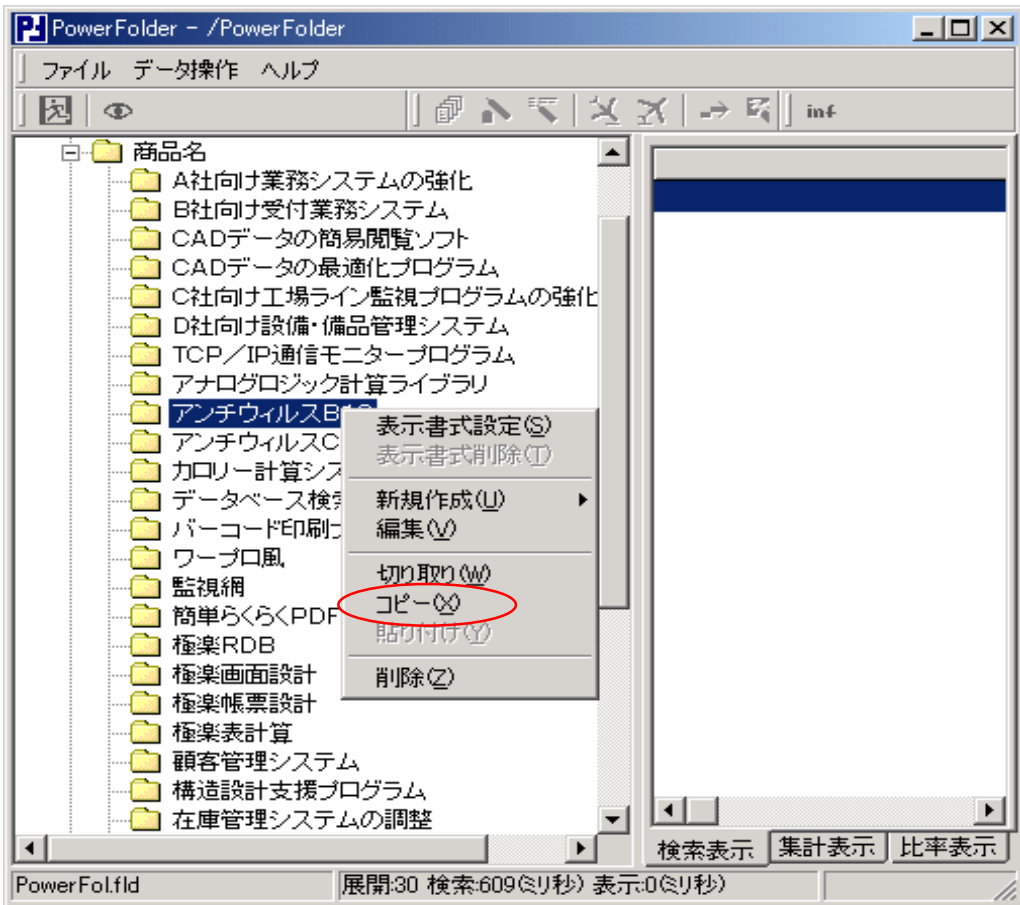 PowerFolder - /PowerFolder
ファイル データ操作 ヘルプ
inf
商品名
A社向け業務システムの強化
B社向け受付業務システム
CADデータの簡易閲覧ソフト
CADデータの最適化プログラム
C社向け工場ライン監視プログラムの強化
D社向け設備・備品管理システム
TCP／IP通信モニタープログラム
アナログロジック計算ライブラリ
アンチウィルスB
アンチウィルスC
カロリー計算シス
データベース検索
バーコード印刷
ワープロ風
監視網
簡単らくらくPDF
極楽RDB
極楽画面設計
極楽帳票設計
極楽表計算
顧客管理システム
構造設計支援プログラム
在庫管理システムの調整
表示書式設定(S)
表示書式削除(T)
新規作成(U)
編集(V)
切り取り(W)
コピー(X)
貼り付け(Y)
削除(Z)
検索表示 集計表示 比率表示
PowerFol.fld 展開:30 検索:609(ミリ秒) 表示:0(ミリ秒)